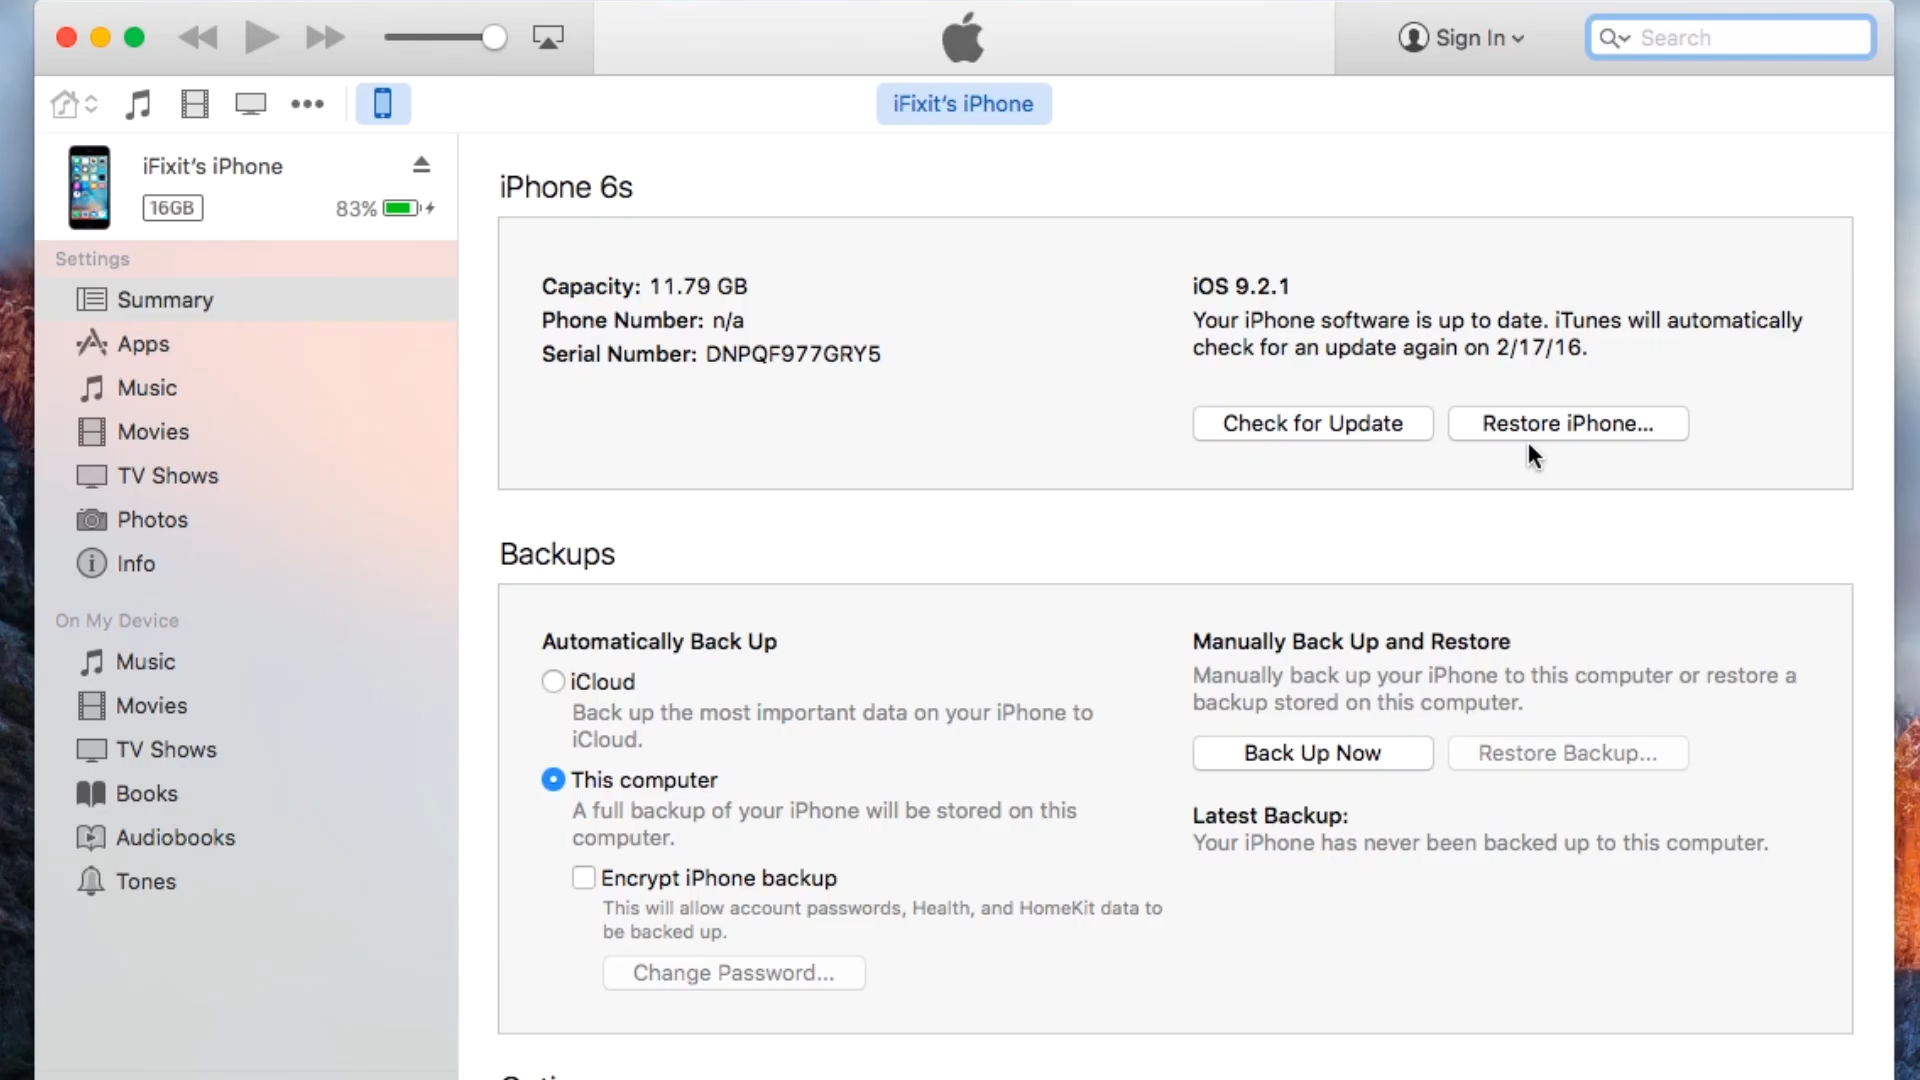 Sign In
Search
iFixit's iPhone
iFixit's iPhone
16GB
83%
Settings
Summary
Apps
Music
Movies
TV Shows
Photos
Info
On My Device
Music
Movies
TV Shows
Books
Audiobooks
Tones
iPhone 6s
Capacity: 11.79 GB
Phone Number: n/a
Serial Number: DNPQF977GRY5
iOS 9.2.1
Your iPhone software is up to date. iTunes will automatically
check for an update again on 2/17/16.
Check for Update
Restore iPhone...
Backups
Automatically Back Up
iCloud
Back up the most important data on your iPhone to
iCloud.
This computer
A full backup of your iPhone will be stored on this
computer.
Encrypt iPhone backup
This will allow account passwords, Health, and HomeKit data to
be backed up.
Change Password...
Manually Back Up and Restore
Manually back up your iPhone to this computer or restore a
backup stored on this computer.
Back Up Now
Restore Backup...
Latest Backup:
Your iPhone has never been backed up to this computer.